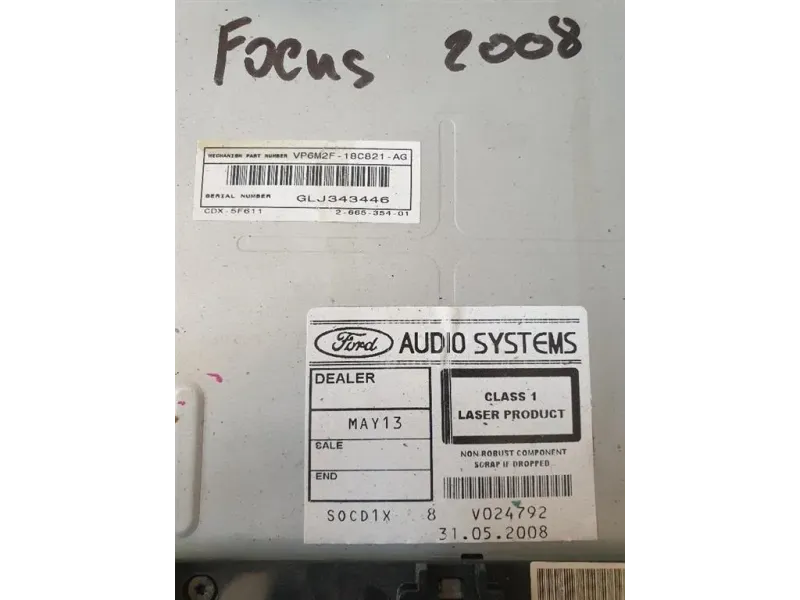 Focus 2008
MECHANISM PART NUMBER VP6M2F-18C821-AG
SERIAL NUMBER GLJ343446
CDX-5F611 2-665-354-01
Ford AUDIO SYSTEMS
DEALER
MAY13
SALE
END
CLASS 1
LASER PRODUCT
NON-ROBUST COMPONENT
SCRAP IF DROPPED
SOCD1X 8 V024792
31.05.2008